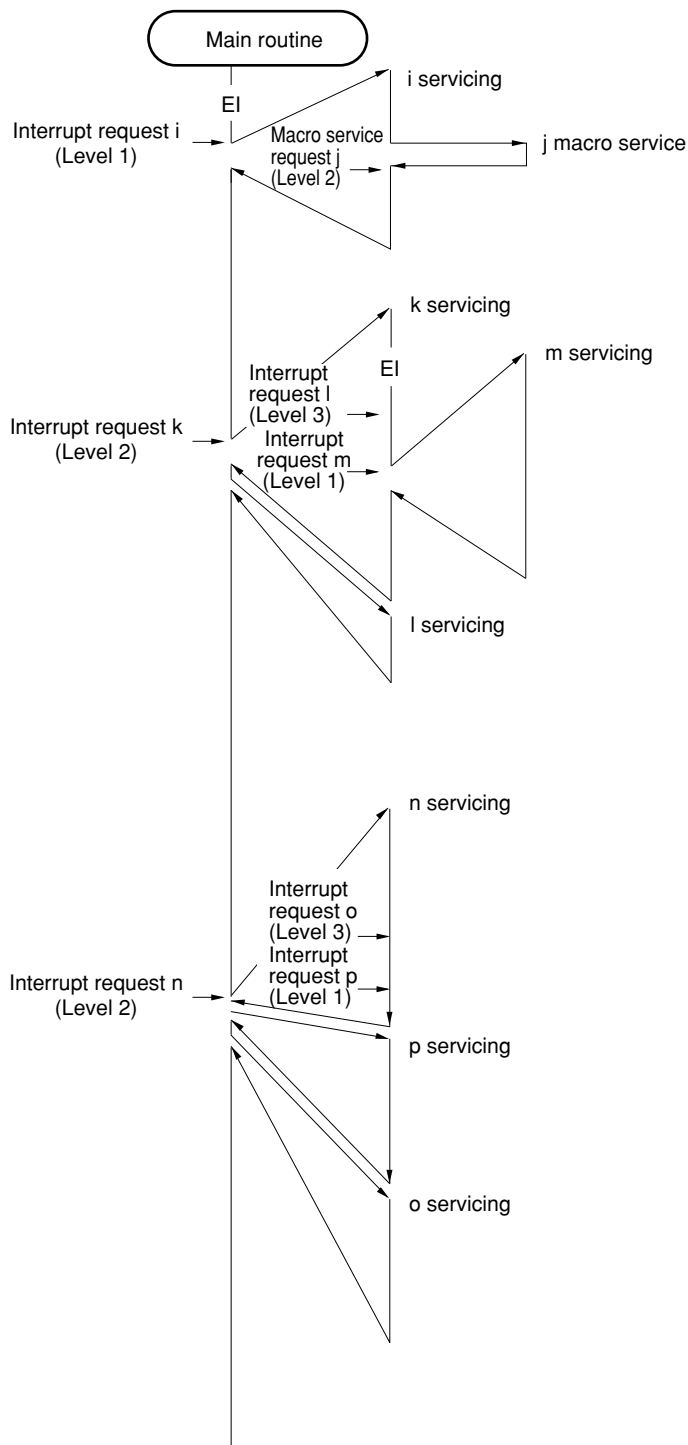 Main routine
EI
i servicing
Interrupt request i
(Level 1)
Macro service
request j
(Level 2)
j macro service
k servicing
EI
m servicing
Interrupt
request l
(Level 3)
Interrupt request k
(Level 2)
Interrupt
request m
(Level 1)
l servicing
n servicing
Interrupt
request o
(Level 3)
Interrupt
request p
(Level 1)
Interrupt request n
(Level 2)
p servicing
o servicing